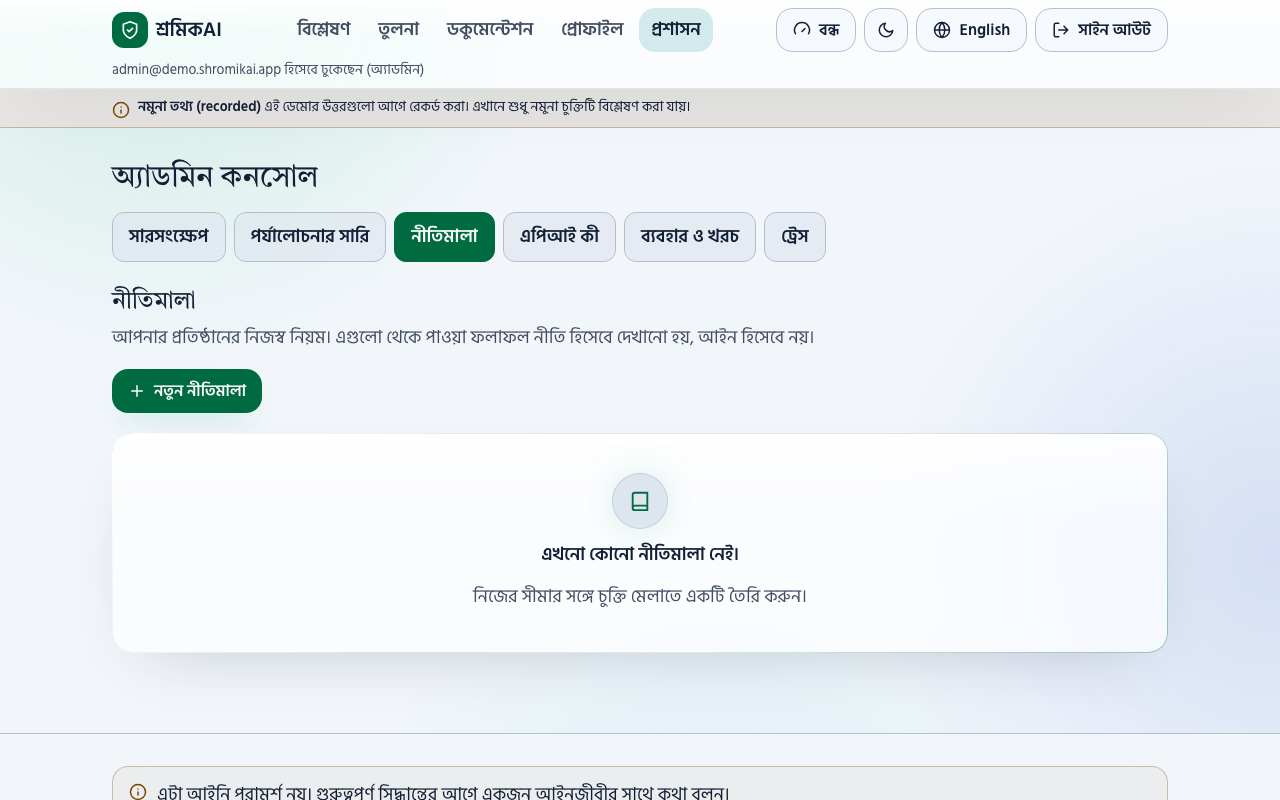 শ্রমিকAI
বিশ্লেষণ তুলনা ডকুমেন্টেশন প্রোফাইল প্রশাসন
বন্ধ English সাইন আউট
admin@demo.shromikai.app হিসেবে ঢুকেছেন (অ্যাডমিন)
নমুনা তথ্য (recorded) এই ডেমোর উত্তরগুলো আগে রেকর্ড করা। এখানে শুধু নমুনা চুক্তিটি বিশ্লেষণ করা যায়।
অ্যাডমিন কনসোল
সারসংক্ষেপ পর্যালোচনার সারি নীতিমালা এপিআই কী ব্যবহার ও খরচ ট্রেস
নীতিমালা
আপনার প্রতিষ্ঠানের নিজস্ব নিয়ম। এগুলো থেকে পাওয়া ফলাফল নীতি হিসেবে দেখানো হয়, আইন হিসেবে নয়।
নতুন নীতিমালা
এখনো কোনো নীতিমালা নেই।
নিজের সীমার সঙ্গে চুক্তি মেলাতে একটি তৈরি করুন।
এটা আইনি পরামর্শ নয়। গুরুত্বপূর্ণ সিদ্ধান্তের আগে একজন আইনজীবীর সাথে কথা বলুন।